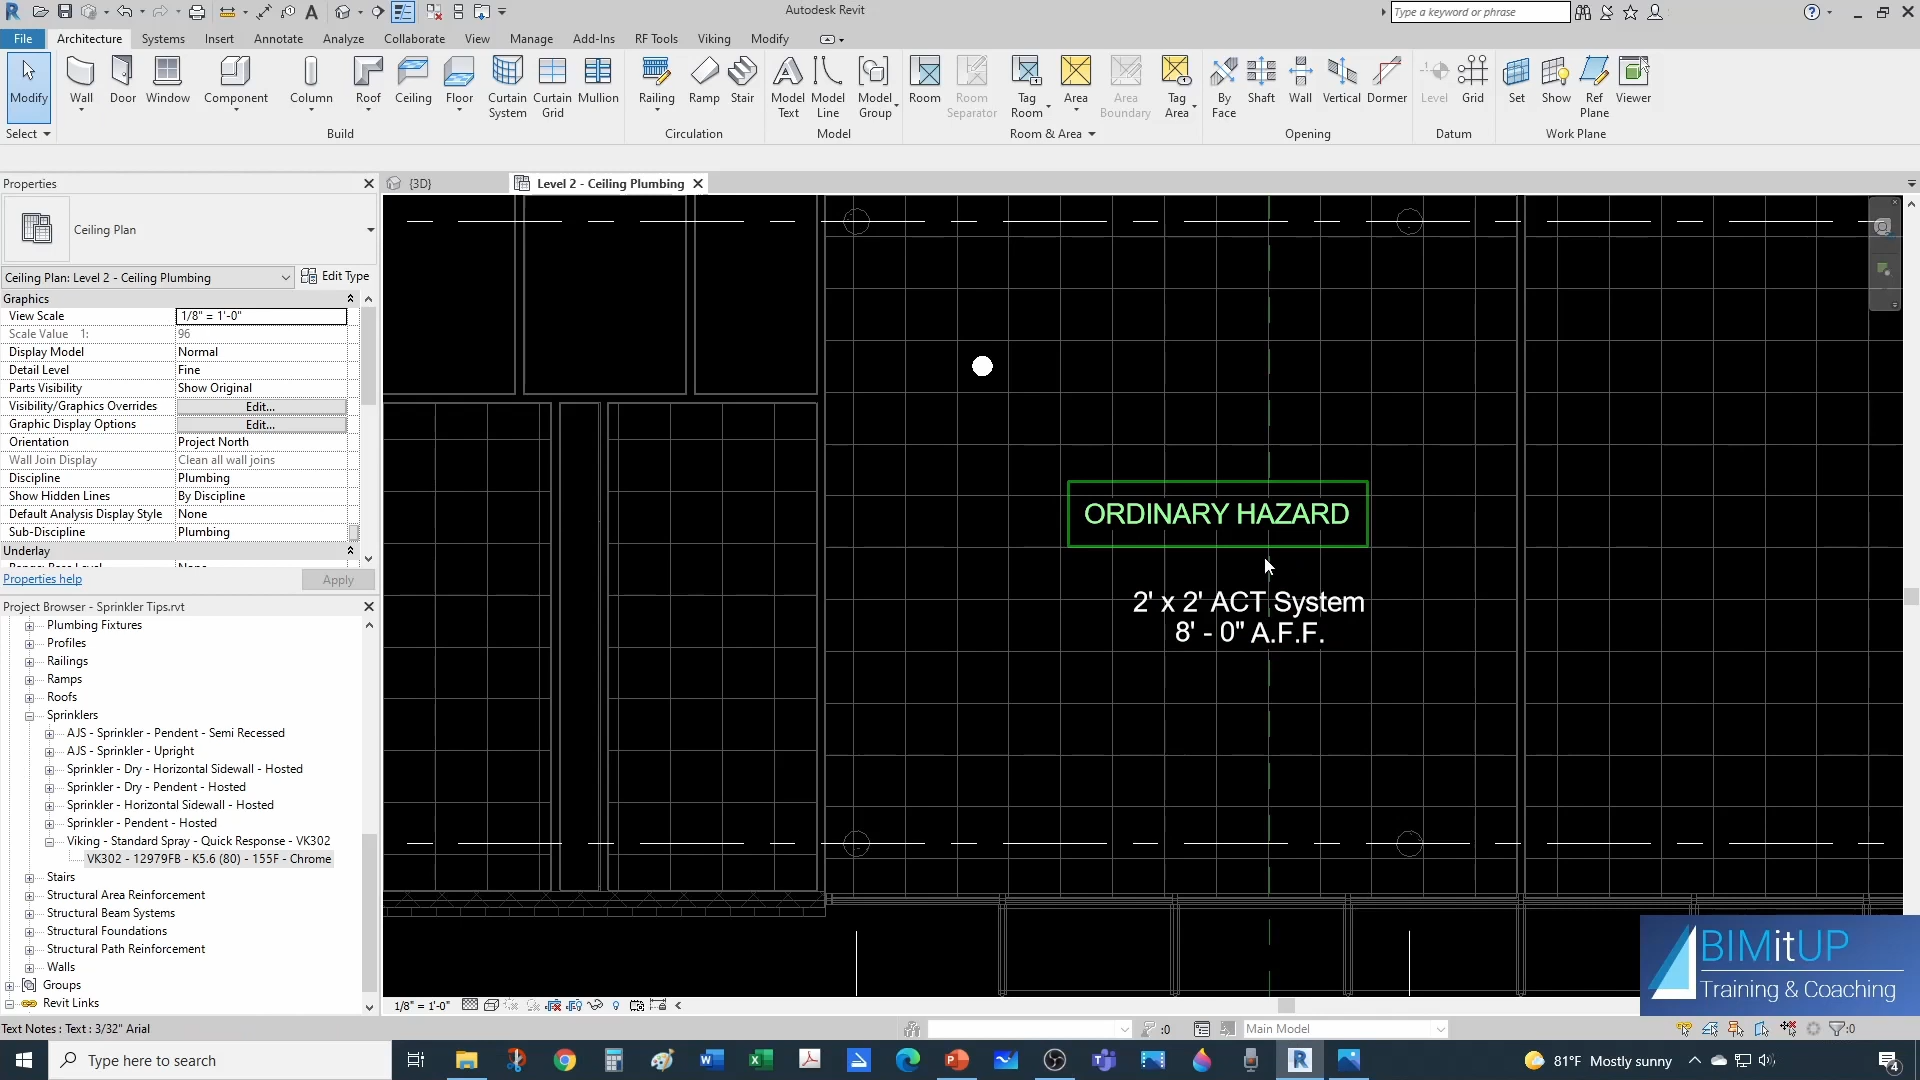 Autodesk Revit
Type a keyword or phrase
File Architecture Systems Insert Annotate Analyze Collaborate View Manage Add-Ins RF Tools Viking Modify
Modify Wall Door Window Component Column Roof Ceiling Floor Curtain System Curtain Grid Mullion Railing Ramp Stair Model Text Model Line Model Group Room Room Separator Tag Room Area Area Boundary Tag Area By Face Shaft Wall Vertical Dormer Level Grid Set Show Ref Plane Viewer
Select Build Circulation Model Room & Area Opening Datum Work Plane
Properties
{3D}
Level 2 - Ceiling Plumbing
Ceiling Plan
Ceiling Plan: Level 2 - Ceiling Plumbing
Edit Type
Graphics
View Scale 1/8" = 1'-0"
Scale Value 1: 96
Display Model Normal
Detail Level Fine
Parts Visibility Show Original
Visibility/Graphics Overrides Edit...
Graphic Display Options Edit...
Orientation Project North
Wall Join Display Clean all wall joins
Discipline Plumbing
Show Hidden Lines By Discipline
Default Analysis Display Style None
Sub-Discipline Plumbing
Underlay
Properties help Apply
Project Browser - Sprinkler Tips.rvt
Plumbing Fixtures
Profiles
Railings
Ramps
Roofs
Sprinklers
AJS - Sprinkler - Pendent - Semi Recessed
AJS - Sprinkler - Upright
Sprinkler - Dry - Horizontal Sidewall - Hosted
Sprinkler - Dry - Pendent - Hosted
Sprinkler - Horizontal Sidewall - Hosted
Sprinkler - Pendent - Hosted
Viking - Standard Spray - Quick Response - VK302
VK302 - 12979FB - K5.6 (80) - 155F - Chrome
Stairs
Structural Area Reinforcement
Structural Beam Systems
Structural Foundations
Structural Path Reinforcement
Walls
Groups
Revit Links
ORDINARY HAZARD
2' x 2' ACT System
8' - 0" A.F.F.
BIMitUP
Training & Coaching
1/8" = 1'-0"
Text Notes : Text : 3/32" Arial
:0
Main Model
:0
Type here to search
81°F Mostly sunny
4